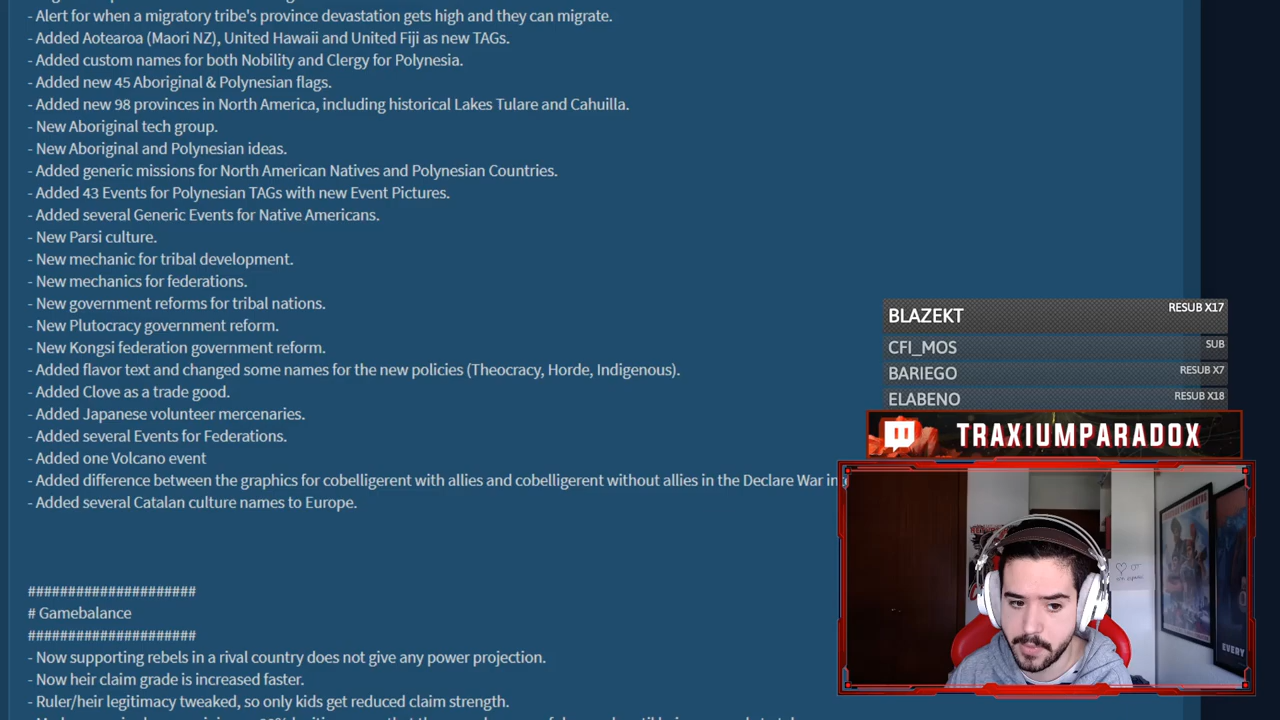 - Alert for when a migratory tribe's province devastation gets high and they can migrate.
- Added Aotearoa (Maori NZ), United Hawaii and United Fiji as new TAGs.
- Added custom names for both Nobility and Clergy for Polynesia.
- Added new 45 Aboriginal & Polynesian flags.
- Added new 98 provinces in North America, including historical Lakes Tulare and Cahuilla.
- New Aboriginal tech group.
- New Aboriginal and Polynesian ideas.
- Added generic missions for North American Natives and Polynesian Countries.
- Added 43 Events for Polynesian TAGs with new Event Pictures.
- Added several Generic Events for Native Americans.
- New Parsi culture.
- New mechanic for tribal development.
- New mechanics for federations.
- New government reforms for tribal nations.
- New Plutocracy government reform.
- New Kongsi federation government reform.
- Added flavor text and changed some names for the new policies (Theocracy, Horde, Indigenous).
- Added Clove as a trade good.
- Added Japanese volunteer mercenaries.
- Added several Events for Federations.
- Added one Volcano event
- Added difference between the graphics for cobelligerent with allies and cobelligerent without allies in the Declare War
- Added several Catalan culture names to Europe.
#####################
# Gamebalance
#####################
- Now supporting rebels in a rival country does not give any power projection.
- Now heir claim grade is increased faster.
- Ruler/heir legitimacy tweaked, so only kids get reduced claim strength.
BLAZEKT RESUB X17
CFI_MOS SUB
BARIEGO RESUB X7
ELABENO RESUB X18
TRAXIUMPARADOX
EVERY